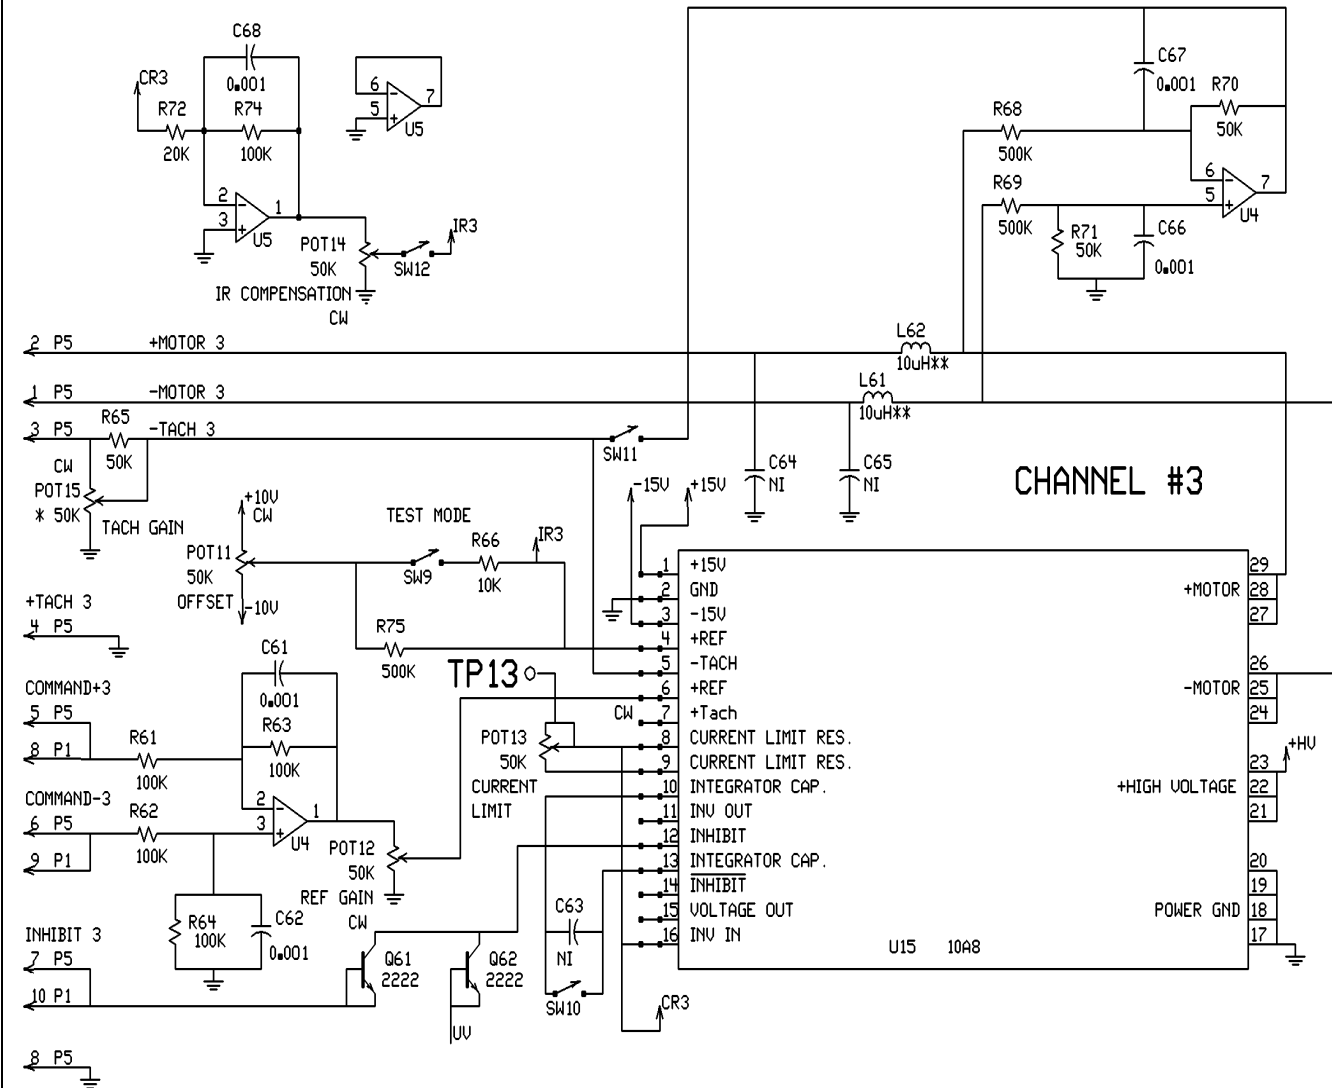 C68
0.001
CR3
R72
20K
R74
100K
2
3
1
U5
6
5
7
U5
POT14
50K
SW12
IR3
IR COMPENSATION
CW
C67
0.001
R70
50K
R68
500K
R69
500K
6
5
7
U4
R71
50K
C66
0.001
2 P5 +MOTOR 3
L62
10uH**
1 P5 -MOTOR 3
L61
10uH**
3 P5
R65
50K
-TACH 3
SW11
CW
POT15
* 50K
TACH GAIN
C64
NI
C65
NI
CHANNEL #3
+10V
CW
POT11
50K
OFFSET
-10V
TEST MODE
SW9
R66
10K
IR3
R75
500K
-15V
+15V
+TACH 3
4 P5
C61
0.001
R63
100K
COMMAND+3
5 P5
8 P1
R61
100K
COMMAND-3
6 P5
9 P1
R62
100K
2
3
1
U4
POT12
50K
REF GAIN
CW
R64
100K
C62
0.001
INHIBIT 3
7 P5
10 P1
8 P5
Q61
2222
Q62
2222
UV
TP13
CW
POT13
50K
CURRENT
LIMIT
C63
NI
SW10
CR3
1 +15V
2 GND
3 -15V
4 +REF
5 -TACH
6 +REF
7 +Tach
8 CURRENT LIMIT RES.
9 CURRENT LIMIT RES.
10 INTEGRATOR CAP.
11 INV OUT
12 INHIBIT
13 INTEGRATOR CAP.
14 INHIBIT
15 VOLTAGE OUT
16 INV IN
29
+MOTOR 28
27
26
-MOTOR 25
24
23
+HV
+HIGH VOLTAGE 22
21
20
19
POWER GND 18
17
U15 10A8